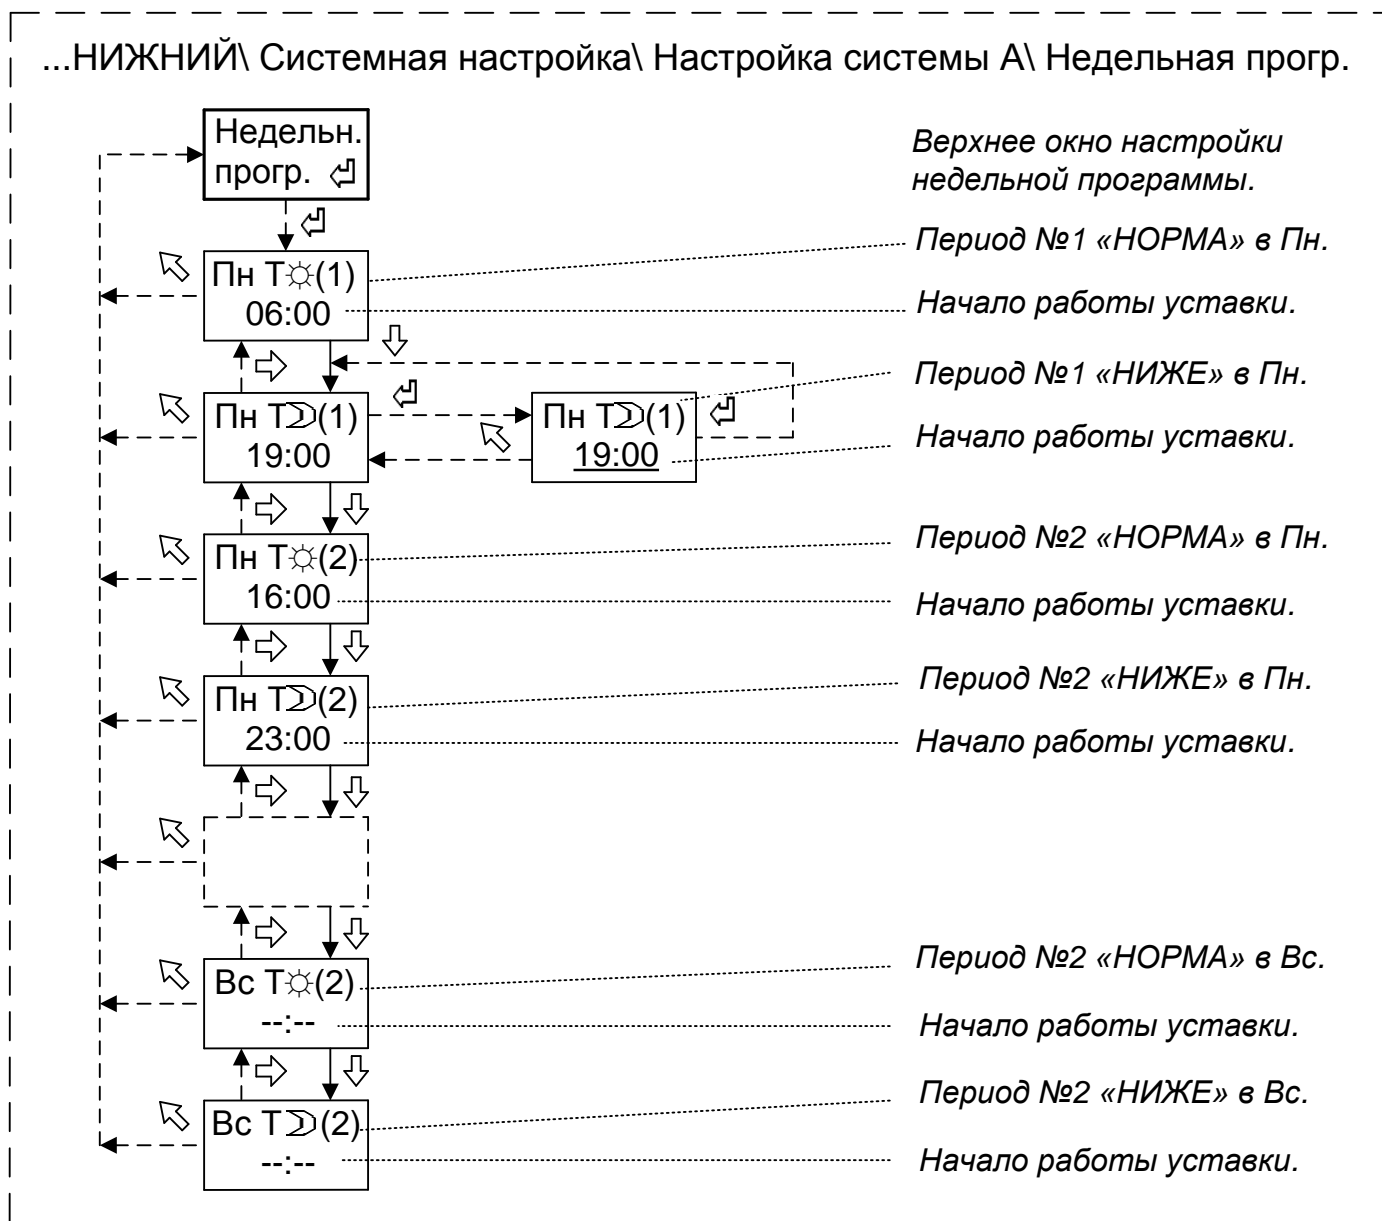 ...НИЖНИЙ\ Системная настройка\ Настройка системы А\ Недельная прогр.
Недельн.
прогр.
Верхнее окно настройки
недельной программы.
Пн Т☼(1)
06:00
Период №1 «НОРМА» в Пн.
Начало работы уставки.
Пн Т☽(1)
19:00
Пн Т☽(1)
19:00
Период №1 «НИЖЕ» в Пн.
Начало работы уставки.
Пн Т☼(2)
16:00
Период №2 «НОРМА» в Пн.
Начало работы уставки.
Пн Т☽(2)
23:00
Период №2 «НИЖЕ» в Пн.
Начало работы уставки.
Вс Т☼(2)
--:--
Период №2 «НОРМА» в Вс.
Начало работы уставки.
Вс Т☽(2)
--:--
Период №2 «НИЖЕ» в Вс.
Начало работы уставки.